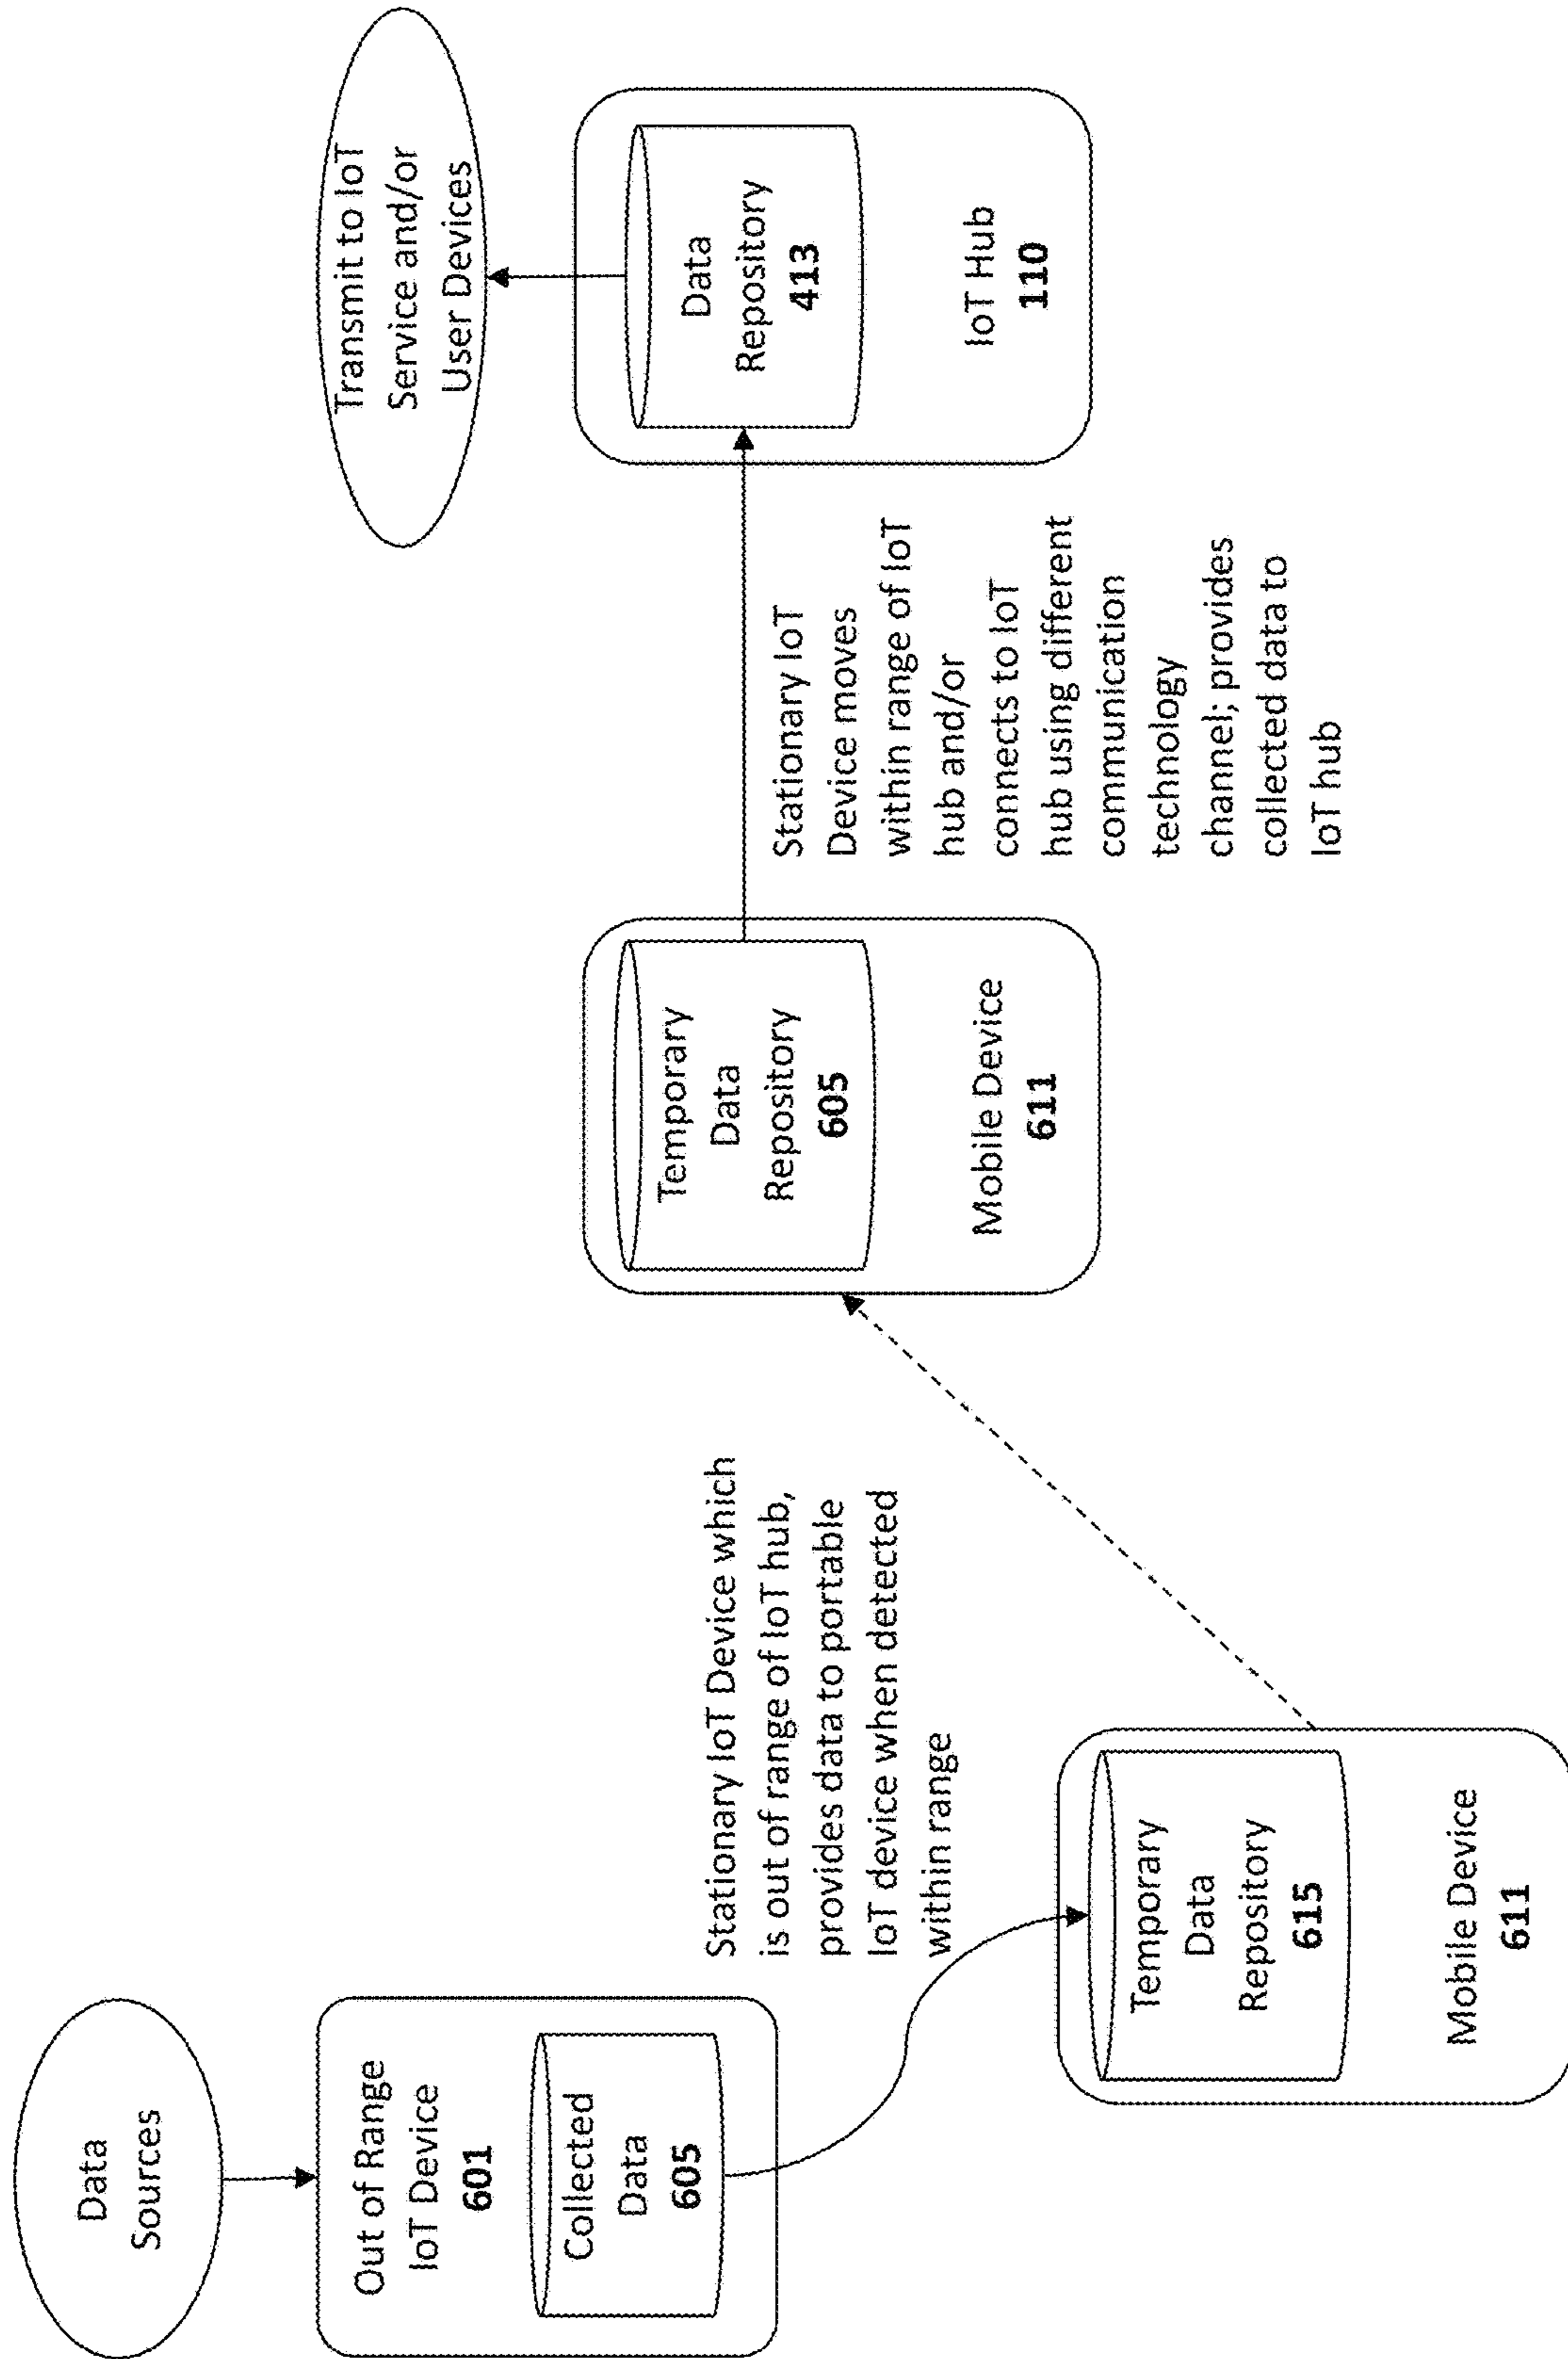 Data
Sources
Out of Range
IoT Device
601
Collected
Data
605
Stationary IoT Device which
is out of range of IoT hub,
provides data to portable
IoT device when detected
within range
Temporary
Data
Repository
615
Mobile Device
611
Temporary
Data
Repository
605
Mobile Device
611
Stationary IoT
Device moves
within range of IoT
hub and/or
connects to IoT
hub using different
communication
technology
channel; provides
collected data to
IoT hub
Transmit to IoT
Service and/or
User Devices
Data
Repository
413
IoT Hub
110